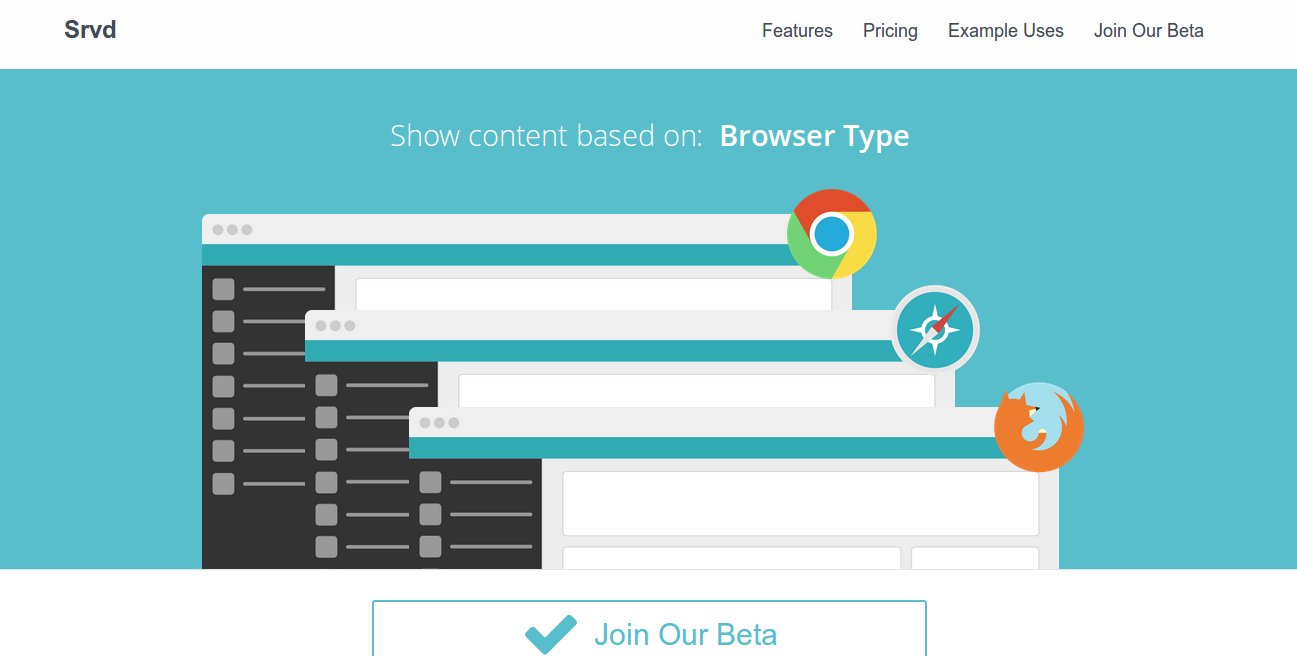 Srvd
Features Pricing Example Uses Join Our Beta
Show content based on: Browser Type
Join Our Beta